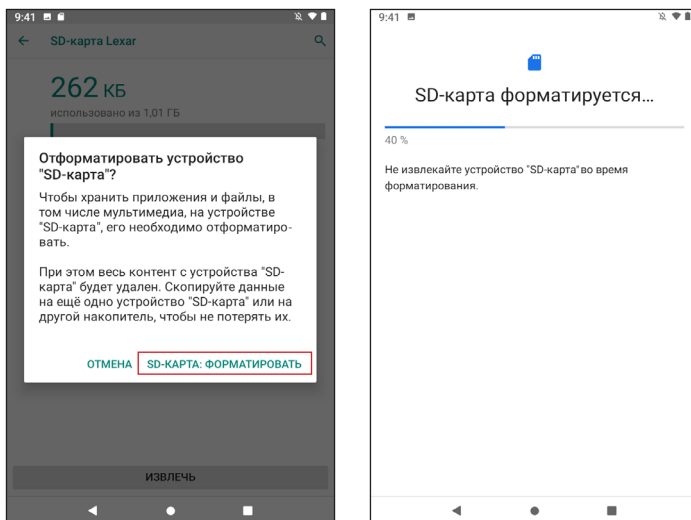 9:41
SD-карта Lexar
262 КБ
использовано из 1,01 ГБ
Отформатировать устройство
"SD-карта"?
Чтобы хранить приложения и файлы, в
том числе мультимедиа, на устройстве
"SD-карта", его необходимо отформатиро-
вать.
При этом весь контент с устройства "SD-
карта" будет удален. Скопируйте данные
на ещё одно устройство "SD-карта" или на
другой накопитель, чтобы не потерять их.
ОТМЕНА SD-КАРТА: ФОРМАТИРОВАТЬ
ИЗВЛЕЧЬ
9:41
SD-карта форматируется...
40 %
Не извлекайте устройство "SD-карта" во время
форматирования.